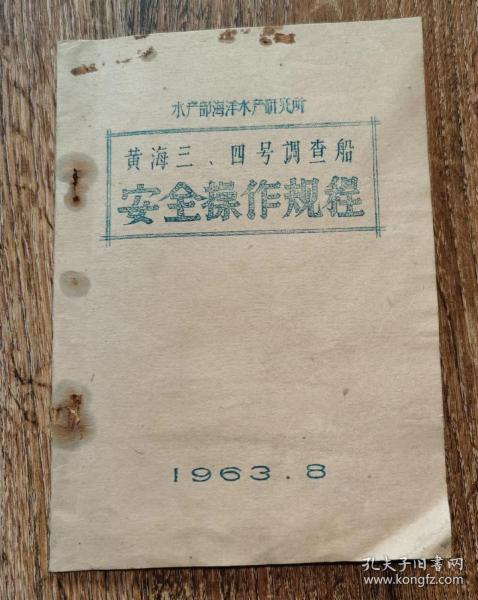 水产部海洋水产研究所
黄海三、四号调查船
安全操作规程
1963.8
孔夫子旧书网
www.kongfz.com